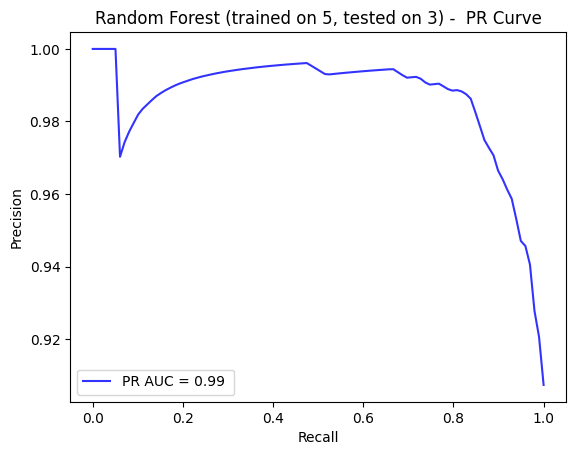 Random Forest (trained on 5, tested on 3) -  PR Curve
1.00
0.98
0.96
0.94
0.92
Precision
PR AUC = 0.99
0.0 0.2 0.4 0.6 0.8 1.0
Recall